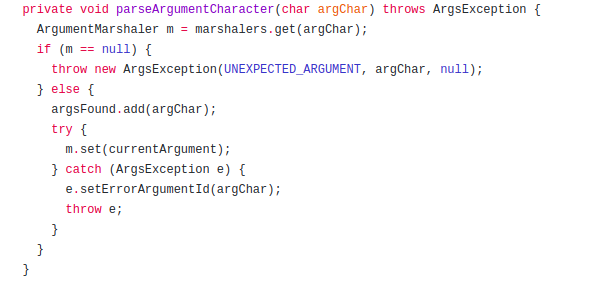 private void parseArgumentCharacter(char argChar) throws ArgsException {
  ArgumentMarshaler m = marshalers.get(argChar);
  if (m == null) {
    throw new ArgsException(UNEXPECTED_ARGUMENT, argChar, null);
  } else {
    argsFound.add(argChar);
    try {
      m.set(currentArgument);
    } catch (ArgsException e) {
      e.setErrorArgumentId(argChar);
      throw e;
    }
  }
}